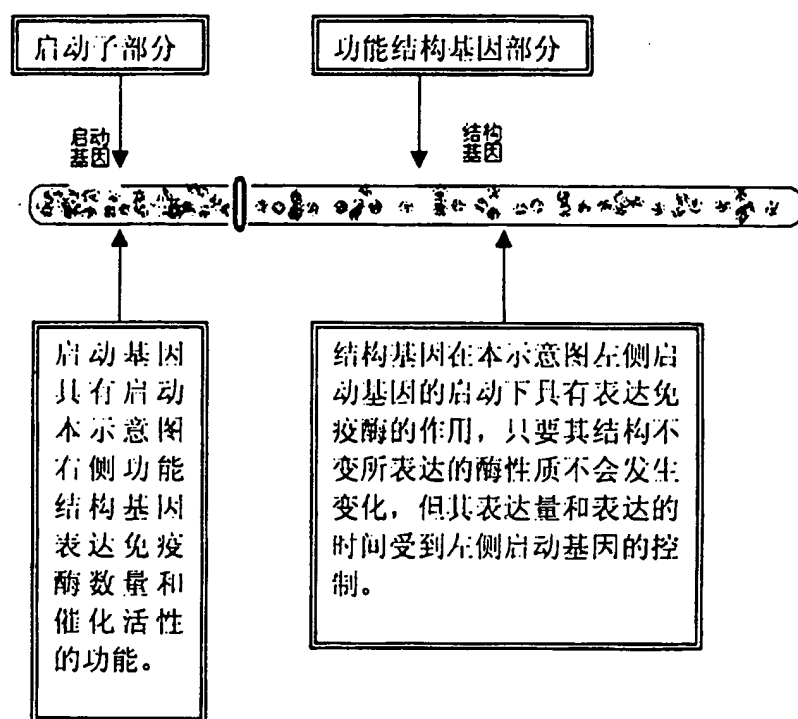 启动子部分
功能结构基因部分
启动
基因
结构
基因
启动基因
具有启动
本示意图
右侧功能
结构基因
表达免疫
酶数量和
催化活性
的功能。
结构基因在本示意图左侧启
动基因的启动下具有表达免
疫酶的作用，只要其结构不
变所表达的酶性质不会发生
变化，但其表达量和表达的
时间受到左侧启动基因的控
制。